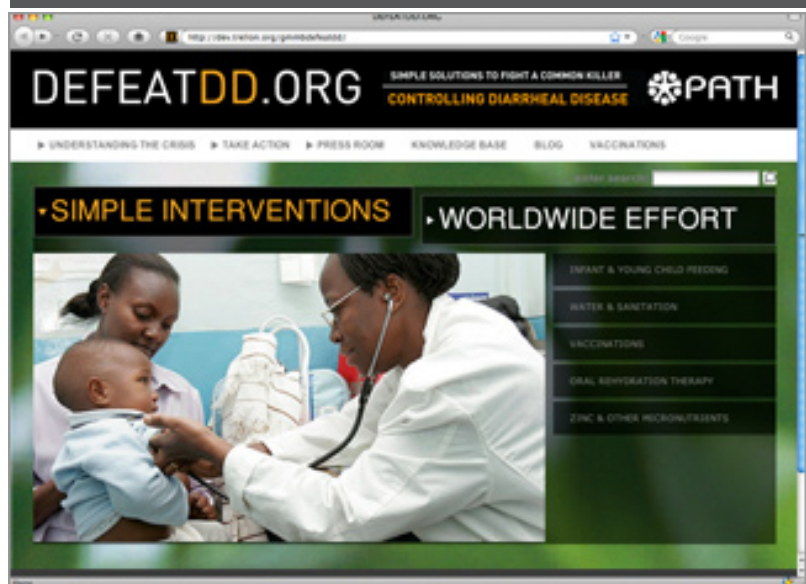 DEFEATDD.ORG
http://dev.trellon.org/gmmbdefeatdd/
Google
DEFEATDD.ORG
SIMPLE SOLUTIONS TO FIGHT A COMMON KILLER
CONTROLLING DIARRHEAL DISEASE
PATH
UNDERSTANDING THE CRISIS
TAKE ACTION
PRESS ROOM
KNOWLEDGE BASE
BLOG
VACCINATIONS
enter search:
SIMPLE INTERVENTIONS
WORLDWIDE EFFORT
INFANT & YOUNG CHILD FEEDING
WATER & SANITATION
VACCINATIONS
ORAL REHYDRATION THERAPY
ZINC & OTHER MICRONUTRIENTS